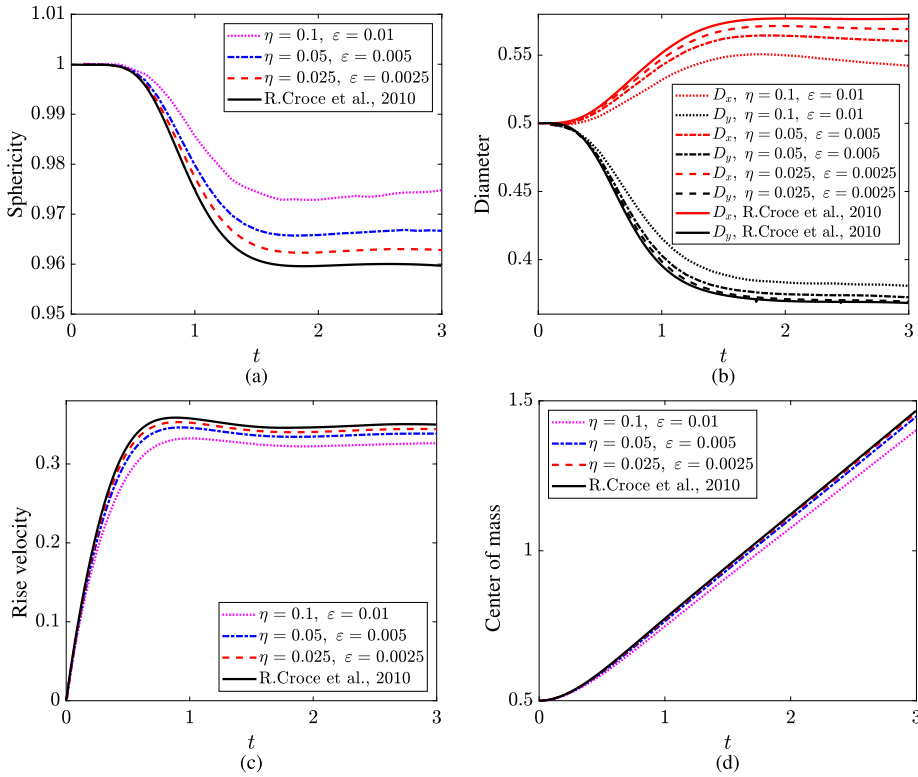 1.01
1
0.99
0.98
0.97
0.96
0.95
Sphericity
η = 0.1, ε = 0.01
η = 0.05, ε = 0.005
η = 0.025, ε = 0.0025
R.Croce et al., 2010
0 1 2 3
t
(a)
0.55
0.5
0.45
0.4
Diameter
D_x, η = 0.1, ε = 0.01
D_y, η = 0.1, ε = 0.01
D_x, η = 0.05, ε = 0.005
D_y, η = 0.05, ε = 0.005
D_x, η = 0.025, ε = 0.0025
D_y, η = 0.025, ε = 0.0025
D_x, R.Croce et al., 2010
D_y, R.Croce et al., 2010
0 1 2 3
t
(b)
0.3
0.2
0.1
0
Rise velocity
η = 0.1, ε = 0.01
η = 0.05, ε = 0.005
η = 0.025, ε = 0.0025
R.Croce et al., 2010
0 1 2 3
t
(c)
1.5
1
0.5
Center of mass
η = 0.1, ε = 0.01
η = 0.05, ε = 0.005
η = 0.025, ε = 0.0025
R.Croce et al., 2010
0 1 2 3
t
(d)